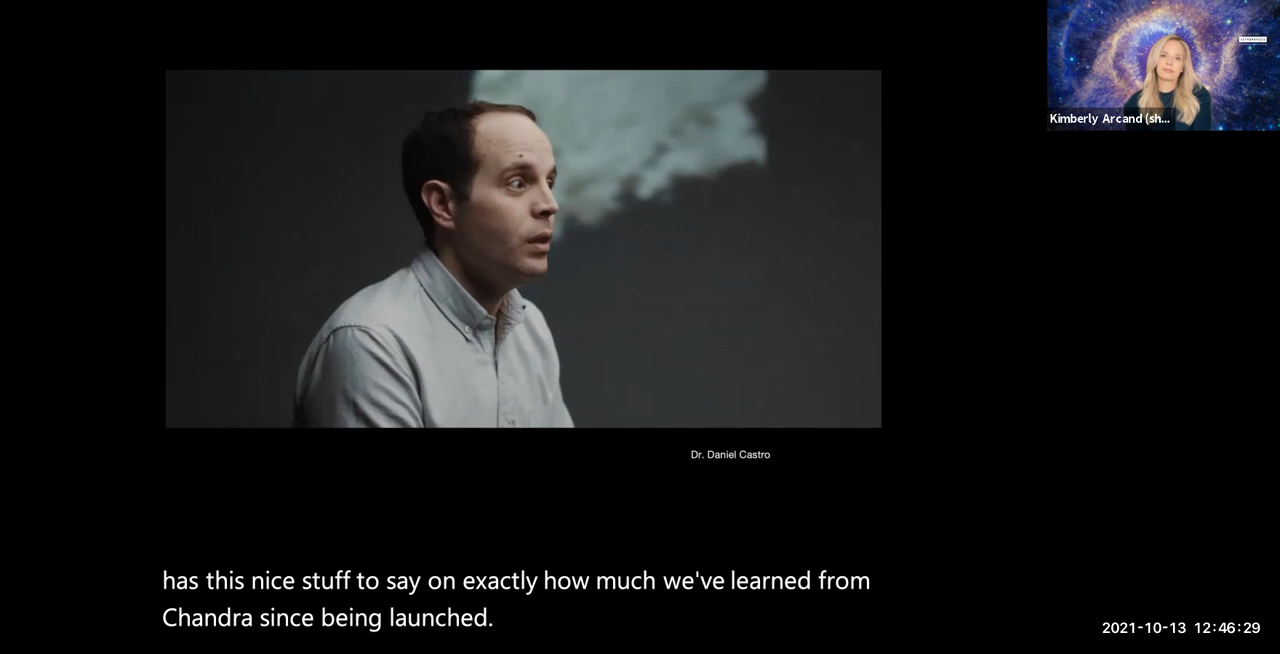 Kimberly Arcand (sh...
Dr. Daniel Castro
has this nice stuff to say on exactly how much we've learned from
Chandra since being launched.
2021-10-13 12:46:29